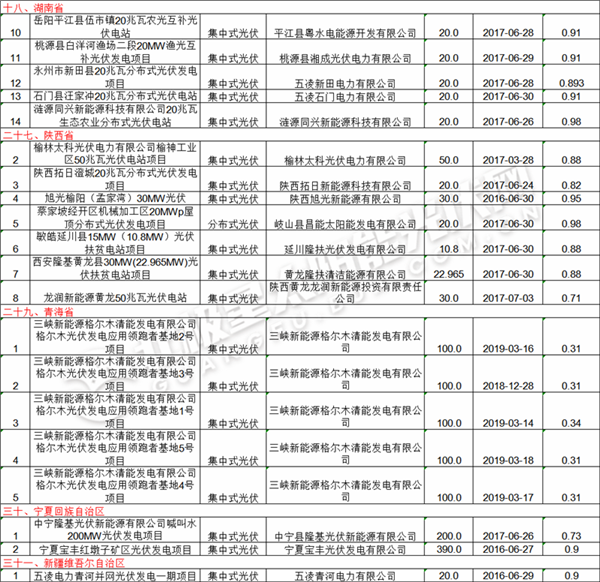 十八、湖南省
10 岳阳平江县伍市镇20兆瓦农光互补光伏电站 集中式光伏 平江县粤水电能源开发有限公司 20.0 2017-06-28 0.91
11 桃源县白洋河渔场二段20MW渔光互补光伏发电项目 集中式光伏 桃源县湘成光伏电力有限公司 20.0 2017-06-29 0.91
12 永州市新田县20兆瓦分布式光伏发电项目 集中式光伏 五凌新田电力有限公司 20.0 2017-06-28 0.893
13 石门县汪家冲20兆瓦分布式光伏电站 集中式光伏 五凌石门电力有限公司 20.0 2017-06-30 0.91
14 涟源同兴新能源科技有限公司20兆瓦生态农业分布式光伏电站 集中式光伏 涟源同兴新能源科技有限公司 20.0 2016-06-26 0.98
二十七、陕西省
2 榆林太科光伏电力有限公司榆神工业区50兆瓦光伏电站项目 集中式光伏 榆林太科光伏电力有限公司 50.0 2017-03-28 0.88
3 陕西拓日澄城20兆瓦分布式光伏发电项目 集中式光伏 陕西拓日新能源科技有限公司 20.0 2017-06-24 0.82
4 旭光榆阳（孟家湾）30MW光伏 集中式光伏 陕西旭光新能源有限公司 30.0 2016-06-30 0.95
5 蔡家坡经开区机械加工区20MWp屋顶分布式光伏发电项目 分布式光伏 岐山县昌能太阳能发电有限公司 20.0 2017-06-30 0.98
6 敏皓延川县15MW（10.8MW）光伏扶贫电站项目 集中式光伏 延川隆扶光伏发电有限公司 10.8 2017-06-30 0.88
7 西安隆基黄龙县30MW(22.965MW)光伏扶贫电站项目 集中式光伏 黄龙隆扶清洁能源有限公司 22.965 2017-06-30 0.88
8 龙润新能源黄龙50兆瓦光伏电站 集中式光伏 陕西黄龙龙润新能源投资有限责任公司 30.0 2017-07-03 0.71
二十九、青海省
1 三峡新能源格尔木清能发电有限公司格尔木光伏发电应用领跑者基地2号项目 集中式光伏 三峡新能源格尔木清能发电有限公司 100.0 2019-03-16 0.31
2 三峡新能源格尔木清能发电有限公司格尔木光伏发电应用领跑者基地3号项目 集中式光伏 三峡新能源格尔木清能发电有限公司 100.0 2018-12-28 0.31
3 三峡新能源格尔木清能发电有限公司格尔木光伏发电应用领跑者基地1号项目 集中式光伏 三峡新能源格尔木清能发电有限公司 100.0 2019-03-14 0.34
4 三峡新能源格尔木清能发电有限公司格尔木光伏发电应用领跑者基地5号项目 集中式光伏 三峡新能源格尔木清能发电有限公司 100.0 2019-03-18 0.31
5 三峡新能源格尔木清能发电有限公司格尔木光伏发电应用领跑者基地4号项目 集中式光伏 三峡新能源格尔木清能发电有限公司 100.0 2019-03-17 0.31
三十、宁夏回族自治区
1 中宁隆基光伏新能源有限公司喊叫水200MW光伏发电项目 集中式光伏 中宁县隆基光伏新能源有限公司 200.0 2017-06-26 0.73
2 宁夏宝丰红墩子矿区光伏发电项目 集中式光伏 宁夏宝丰光伏发电有限公司 390.0 2016-06-27 0.9
三十一、新疆维吾尔自治区
1 五凌电力青河并网光伏发电一期项目 集中式光伏 五凌青河电力有限公司 20.0 2016-06-29 0.9